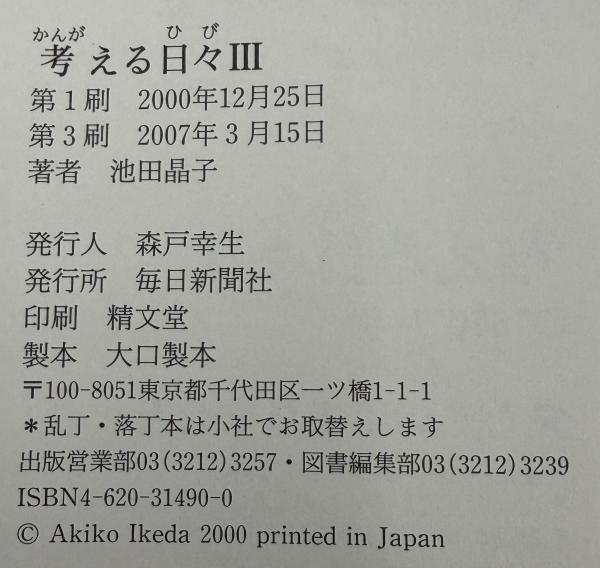 かんが ひ び
考える日々III
第1刷 2000年12月25日
第3刷 2007年3月15日
著者 池田晶子
発行人 森戸幸生
発行所 毎日新聞社
印刷 精文堂
製本 大口製本
〒100-8051東京都千代田区一ツ橋1-1-1
＊乱丁・落丁本は小社でお取替えします
出版営業部03(3212)3257・図書編集部03(3212)3239
ISBN4-620-31490-0
© Akiko Ikeda 2000 printed in Japan